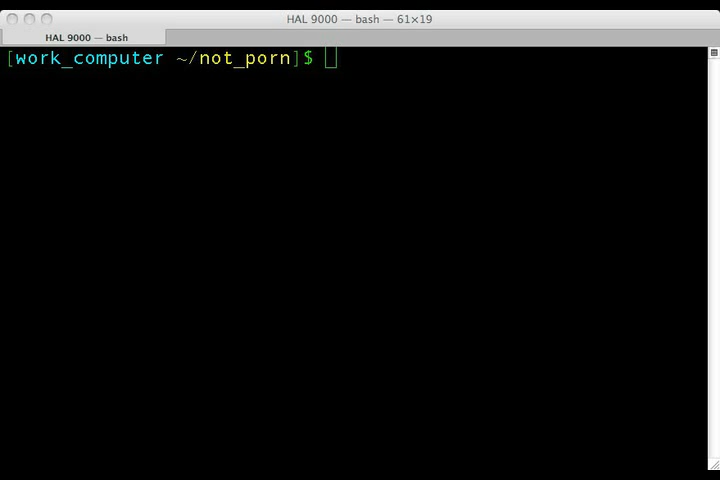 HAL 9000 — bash — 61×19
HAL 9000 — bash
[work_computer ~/not_porn]$